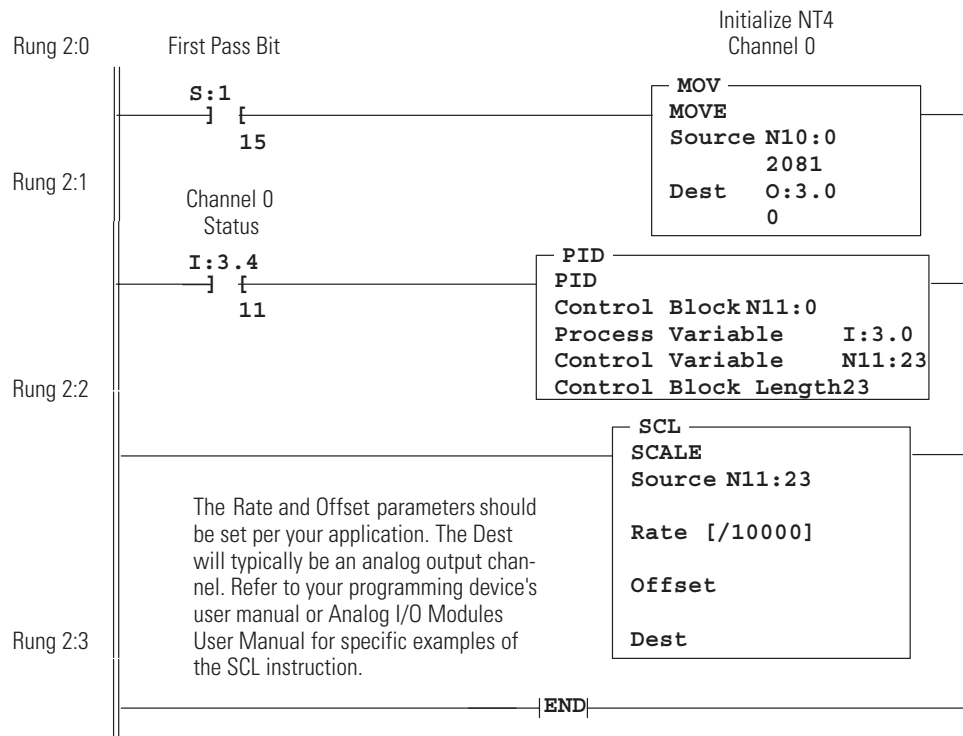 Initialize NT4
Channel 0
Rung 2:0
First Pass Bit
S:1
] [
15
MOV
MOVE
Source N10:0
2081
Dest O:3.0
0
Rung 2:1
Channel 0
Status
I:3.4
] [
11
PID
PID
Control Block N11:0
Process Variable I:3.0
Control Variable N11:23
Control Block Length23
Rung 2:2
SCL
SCALE
Source N11:23
Rate [/10000]
Offset
Dest
The Rate and Offset parameters should
be set per your application. The Dest
will typically be an analog output chan-
nel. Refer to your programming device's
user manual or Analog I/O Modules
User Manual for specific examples of
the SCL instruction.
Rung 2:3
END